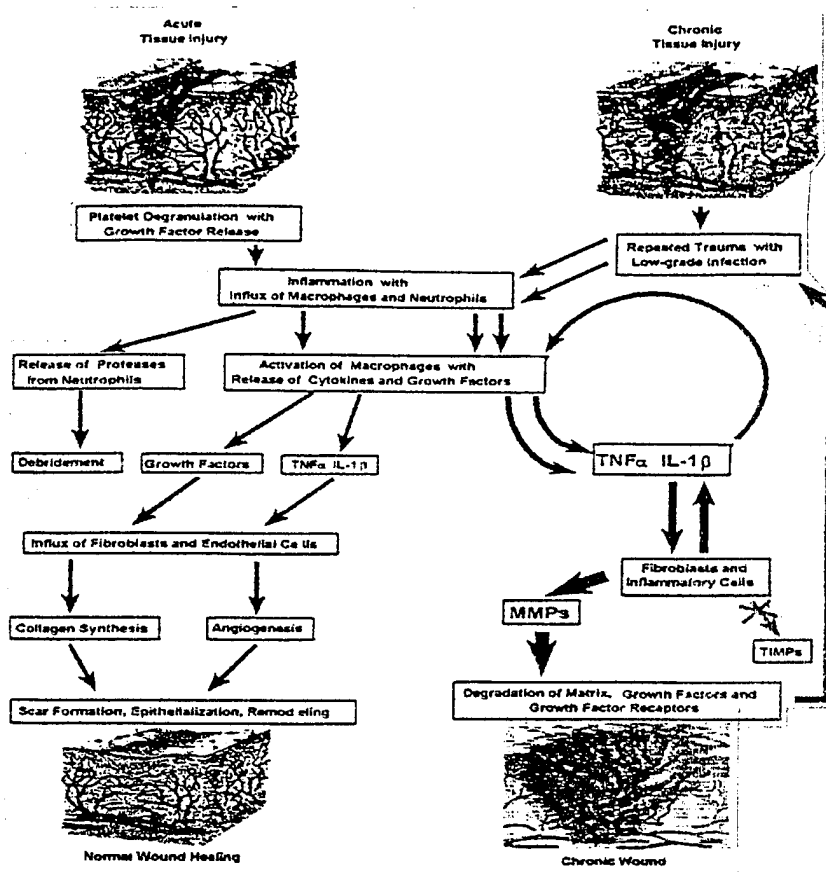 Acute
Tissue Injury
Chronic
Tissue Injury
Platelet Degranulation with
Growth Factor Release
Repeated Trauma with
Low-grade Infection
Inflammation with
Influx of Macrophages and Neutrophils
Release of Proteases
from Neutrophils
Activation of Macrophages with
Release of Cytokines and Growth Factors
Debridement
Growth Factors
TNFα IL-1β
TNFα IL-1β
Influx of Fibroblasts and Endothelial Cells
Fibroblasts and
Inflammatory Cells
MMPs
Collagen Synthesis
Angiogenesis
TIMPs
Scar Formation, Epithelialization, Remodeling
Degradation of Matrix, Growth Factors and
Growth Factor Receptors
Normal Wound Healing
Chronic Wound